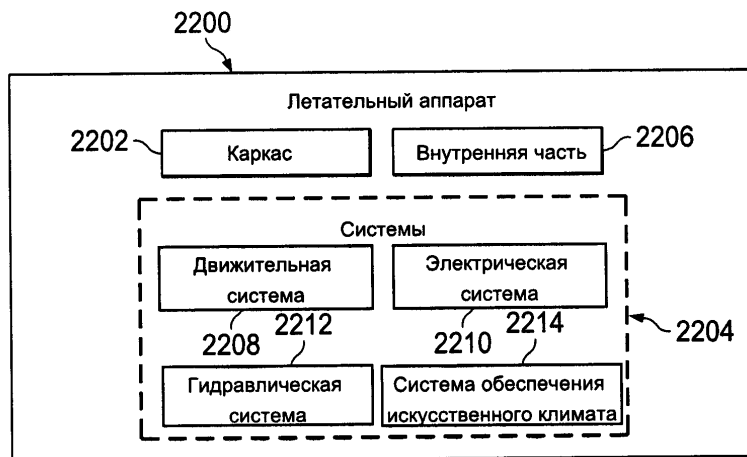 2200
Летательный аппарат
2202
Каркас
Внутренняя часть
2206
Системы
Движительная
система
Электрическая
система
2208
2212
2210
2214
2204
Гидравлическая
система
Система обеспечения
искусственного климата